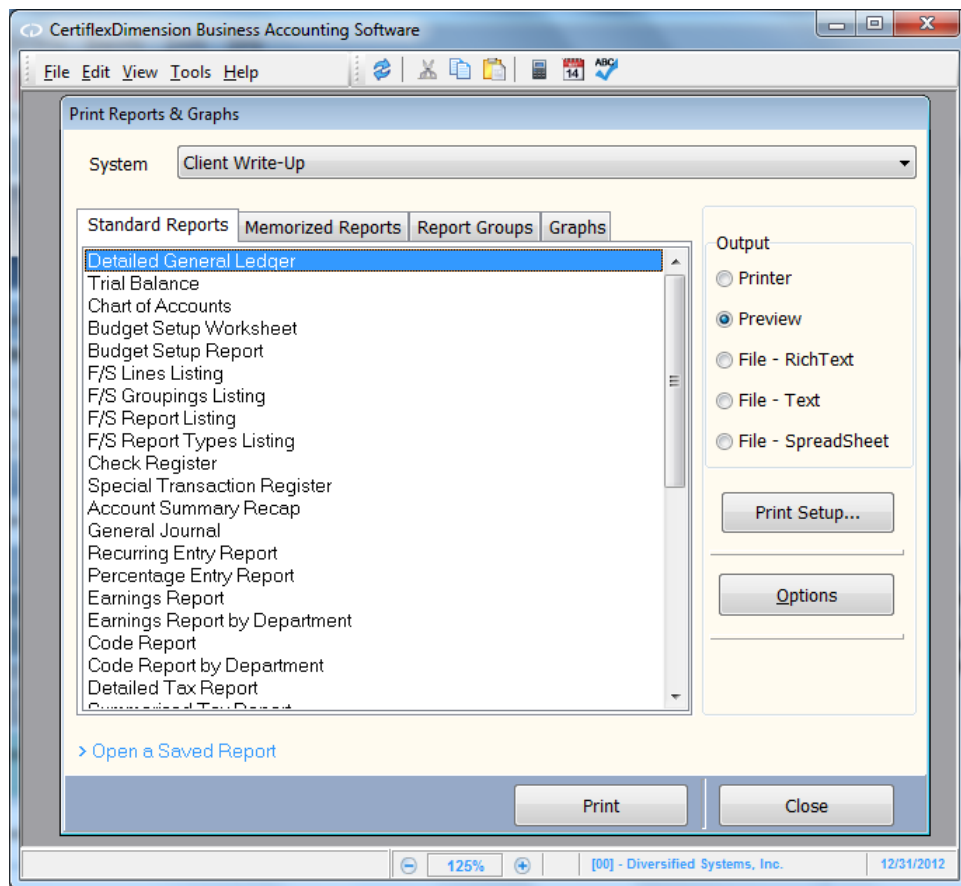 CertiflexDimension Business Accounting Software
File Edit View Tools Help
14
ABC
Print Reports & Graphs
System
Client Write-Up
Standard Reports Memorized Reports Report Groups Graphs
Detailed General Ledger
Trial Balance
Chart of Accounts
Budget Setup Worksheet
Budget Setup Report
F/S Lines Listing
F/S Groupings Listing
F/S Report Listing
F/S Report Types Listing
Check Register
Special Transaction Register
Account Summary Recap
General Journal
Recurring Entry Report
Percentage Entry Report
Earnings Report
Earnings Report by Department
Code Report
Code Report by Department
Detailed Tax Report
Summarized Tax Report
Output
Printer
Preview
File - RichText
File - Text
File - SpreadSheet
Print Setup...
Options
> Open a Saved Report
Print
Close
125%
[00] - Diversified Systems, Inc.
12/31/2012